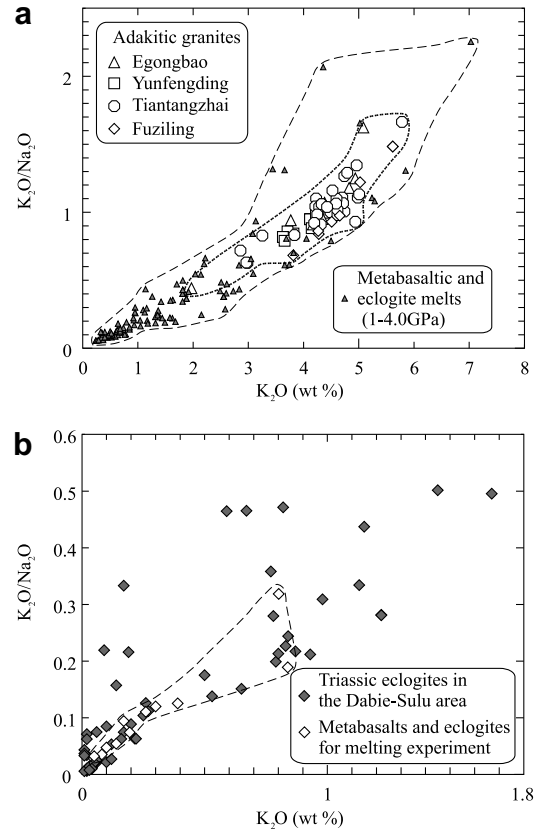 a
Adakitic granites
Egongbao
Yunfengding
Tiantangzhai
Fuziling
K₂O/Na₂O
2
1
0
Metabasaltic and
eclogite melts
(1-4.0GPa)
0 1 2 3 4 5 6 7 8
K₂O (wt %)
b
K₂O/Na₂O
0.6
0.5
0.4
0.3
0.2
0.1
0
Triassic eclogites in
the Dabie-Sulu area
Metabasalts and eclogites
for melting experiment
0 1 1.8
K₂O (wt %)